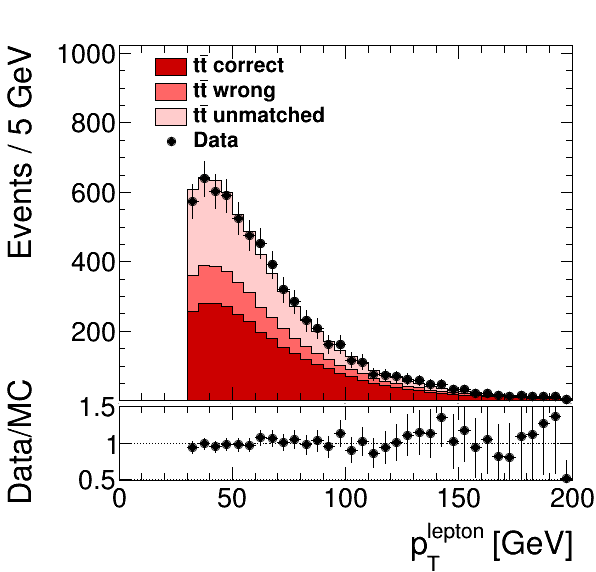 Events / 5 GeV
1000
800
600
400
200
tt̄ correct
tt̄ wrong
tt̄ unmatched
Data
Data/MC
1.5
1
0.5
0 50 100 150 200
p_T^lepton [GeV]